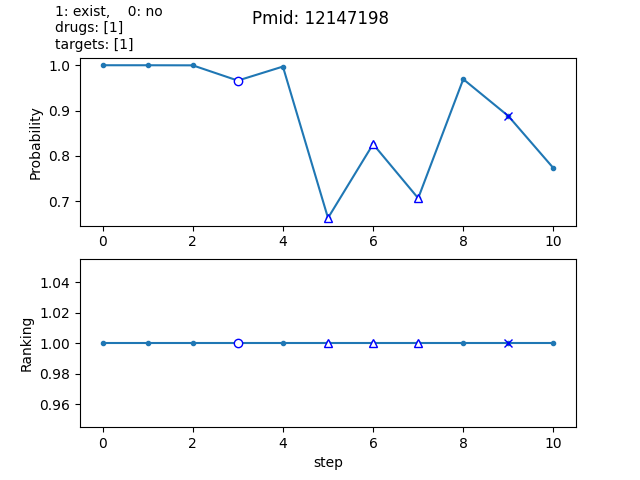 1: exist,    0: no
drugs: [1]
targets: [1]
Pmid: 12147198
Probability
1.0
0.9
0.8
0.7
0 2 4 6 8 10
Ranking
1.04
1.02
1.00
0.98
0.96
0 2 4 6 8 10
step